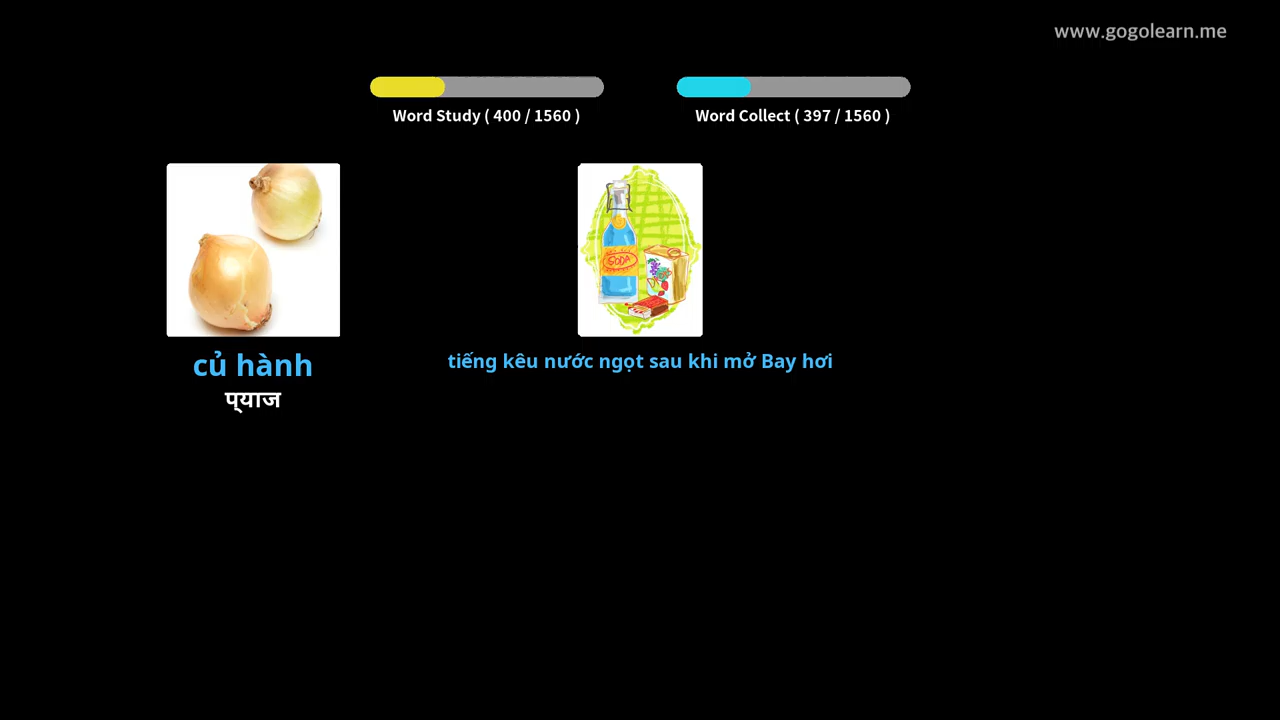 www.gogolearn.me
Word Study ( 400 / 1560 )
Word Collect ( 397 / 1560 )
SODA
củ hành
प्याज
tiếng kêu nước ngọt sau khi mở Bay hơi